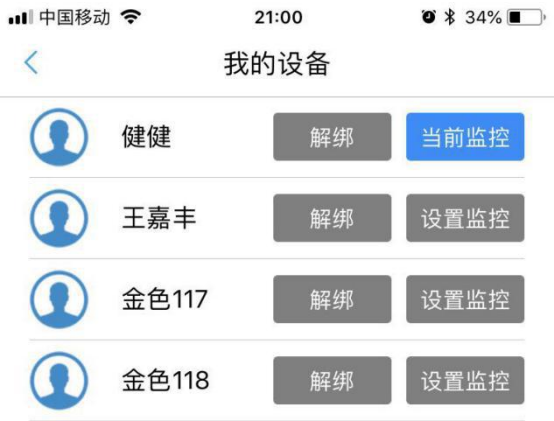 中国移动 21:00 34%
我的设备
健健 解绑 当前监控
王嘉丰 解绑 设置监控
金色117 解绑 设置监控
金色118 解绑 设置监控